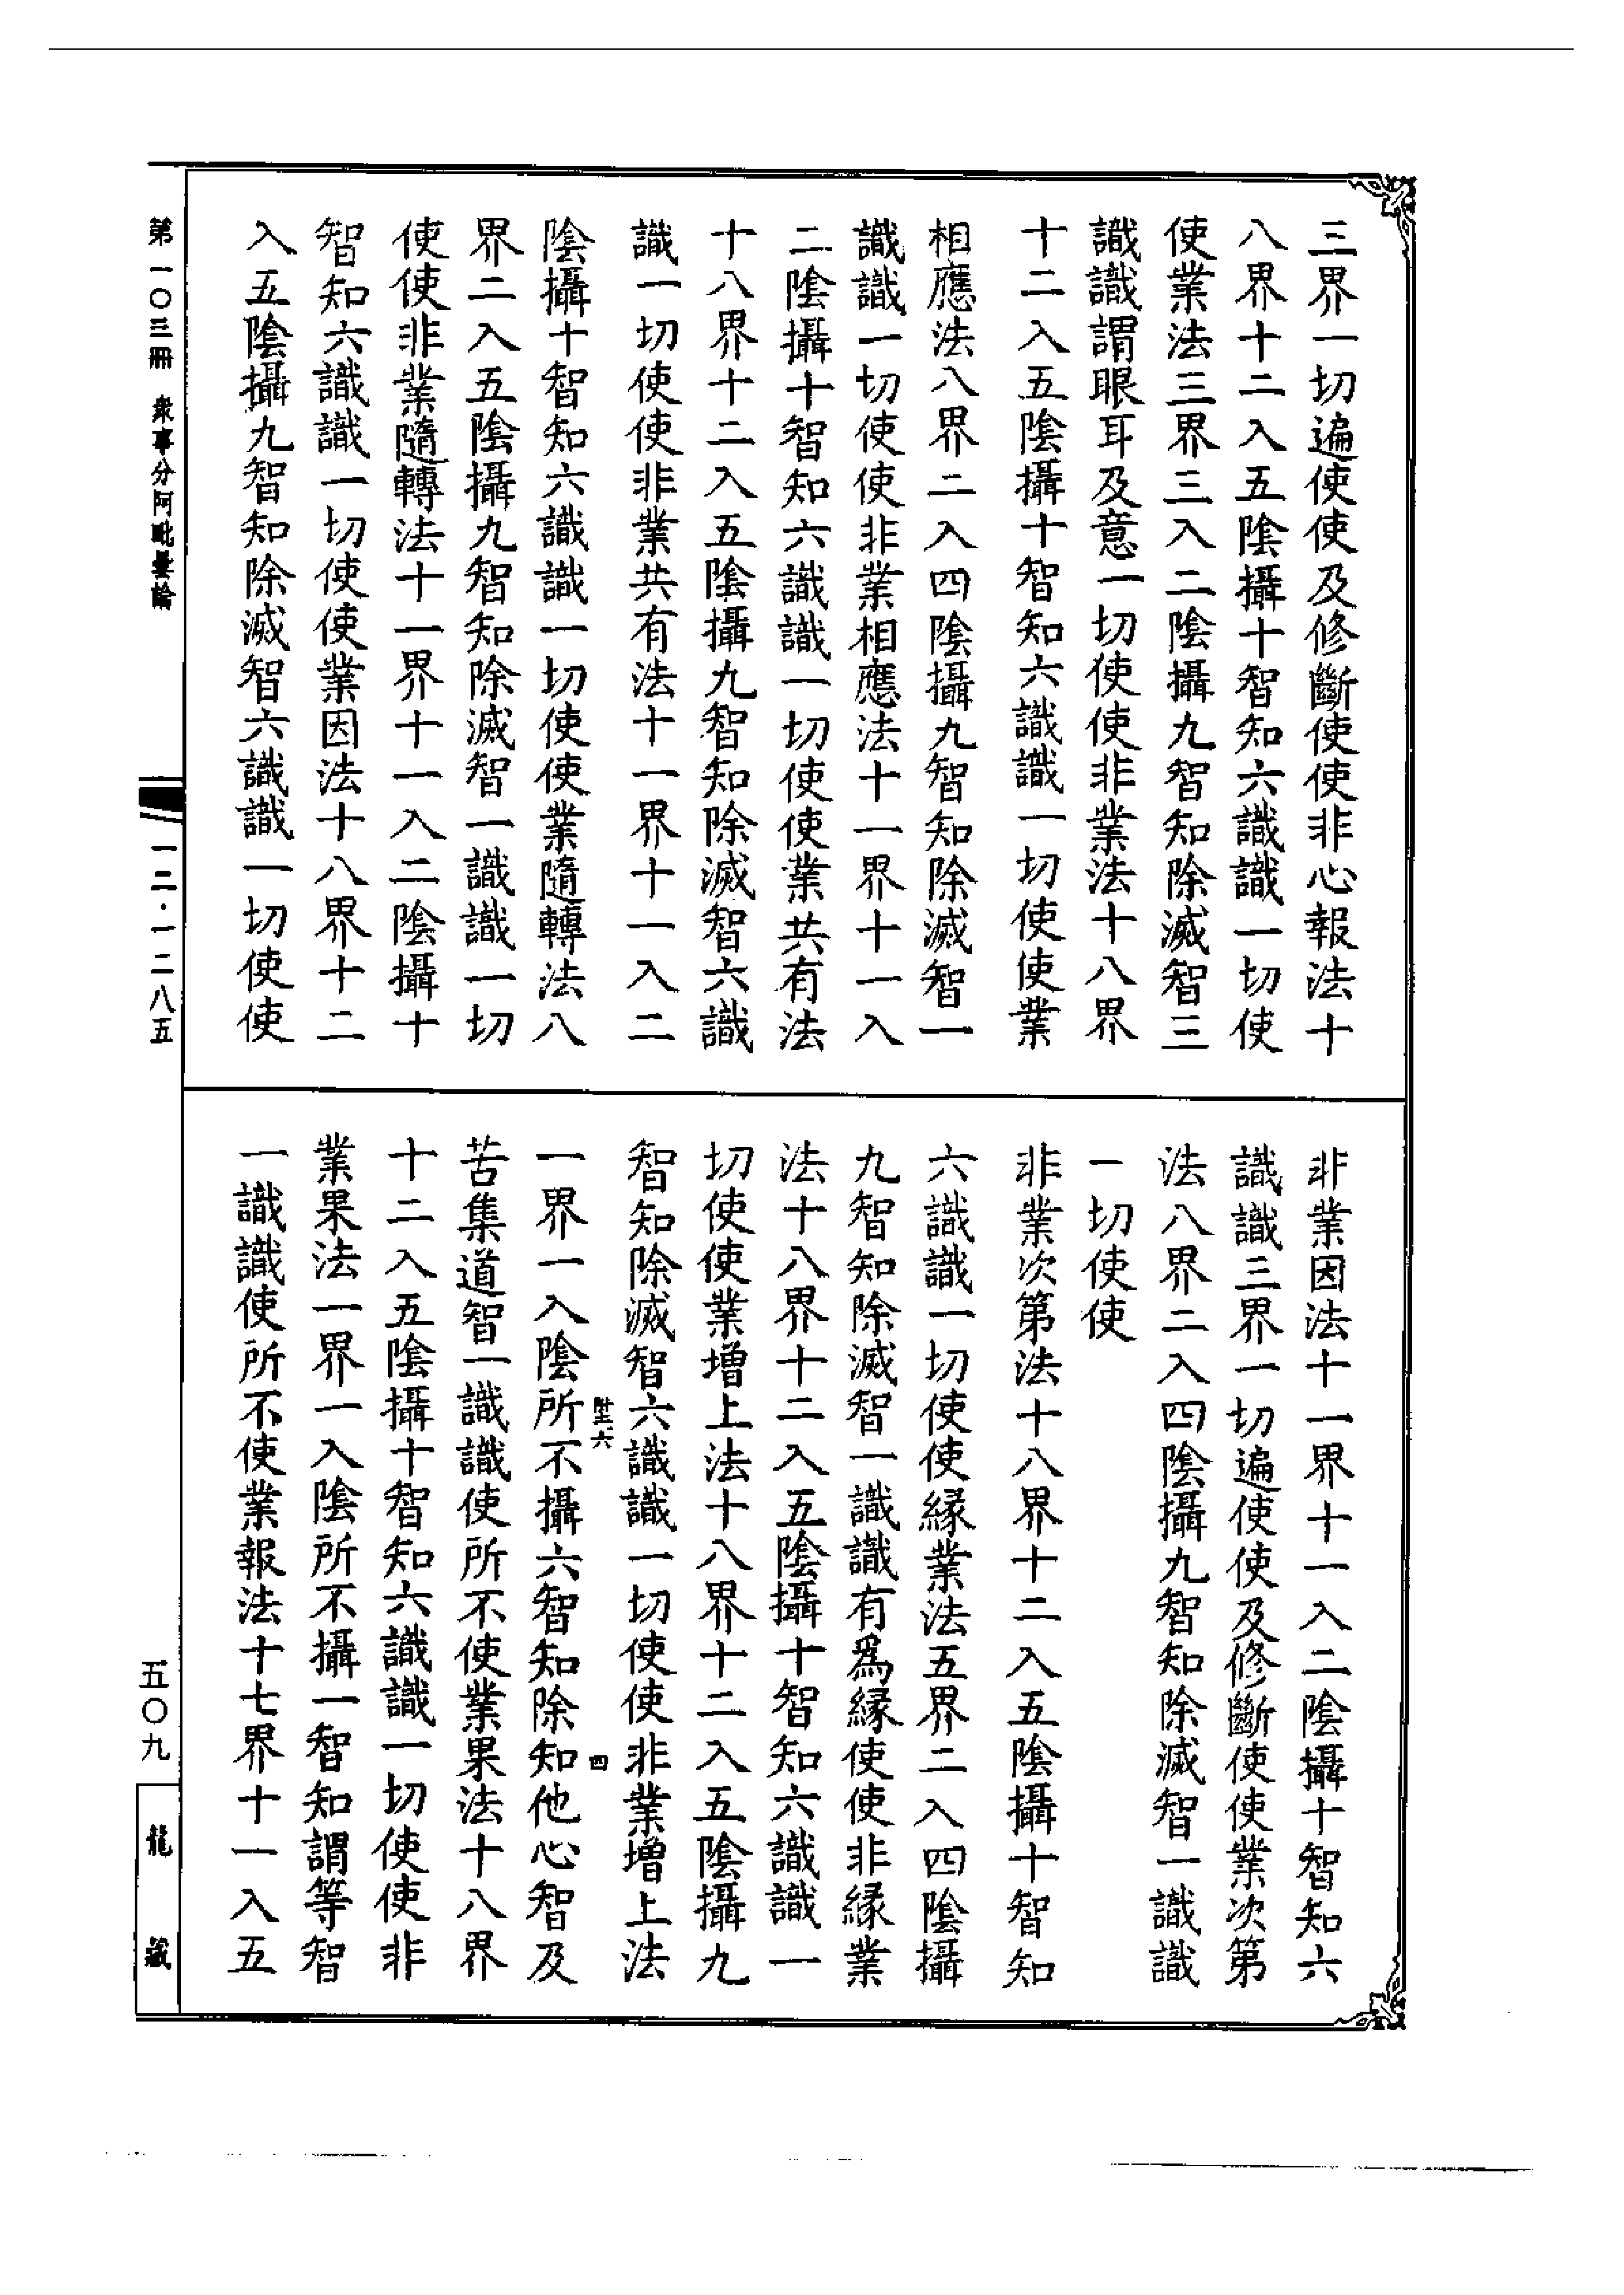 三界一切遍使使及修斷使使非心報法十
八界十二入五陰攝十智知六識識一切使
使業法三界三入二陰攝九智知除滅智三
識識謂眼耳及意一切使使非業法十八界
十二入五陰攝十智知六識識一切使使業
相應法八界二入四陰攝九智知除滅智一
識識一切使使非業相應法十一界十一入
二陰攝十智知六識識一切使使業共有法
十八界十二入五陰攝九智知除滅智六識
識一切使使非業共有法十一界十一入二
陰攝十智知六識識一切使使業隨轉法八
界二入五陰攝九智知除滅智一識識一切
使使非業隨轉法十一界十一入二陰攝十
智知六識識一切使使業因法十八界十二
入五陰攝九智知除滅智六識識一切使使
非業因法十一界十一入二陰攝十智知六
識識三界一切遍使使及修斷使使業次第
法八界二入四陰攝九智知除滅智一識識
一切使使
非業次第法十八界十二入五陰攝十智知
六識識一切使使緣業法五界二入四陰攝
九智知除滅智一識識有爲緣使使非緣業
法十八界十二入五陰攝十智知六識識一
切使使業增上法十八界十二入五陰攝九
智知除滅智六識識一切使使非業增上法
六 四
一界一入陰所不攝六智知除知他心智及
苦集道智一識識使所不使業果法十八界
十二入五陰攝十智知六識識一切使使非
業果法一界一入陰所不攝一智知謂等智
一識識使所不使業報法十七界十一入五
第一〇三冊 衆事分阿毗曇論
一二·一二八五
五〇九
龍藏